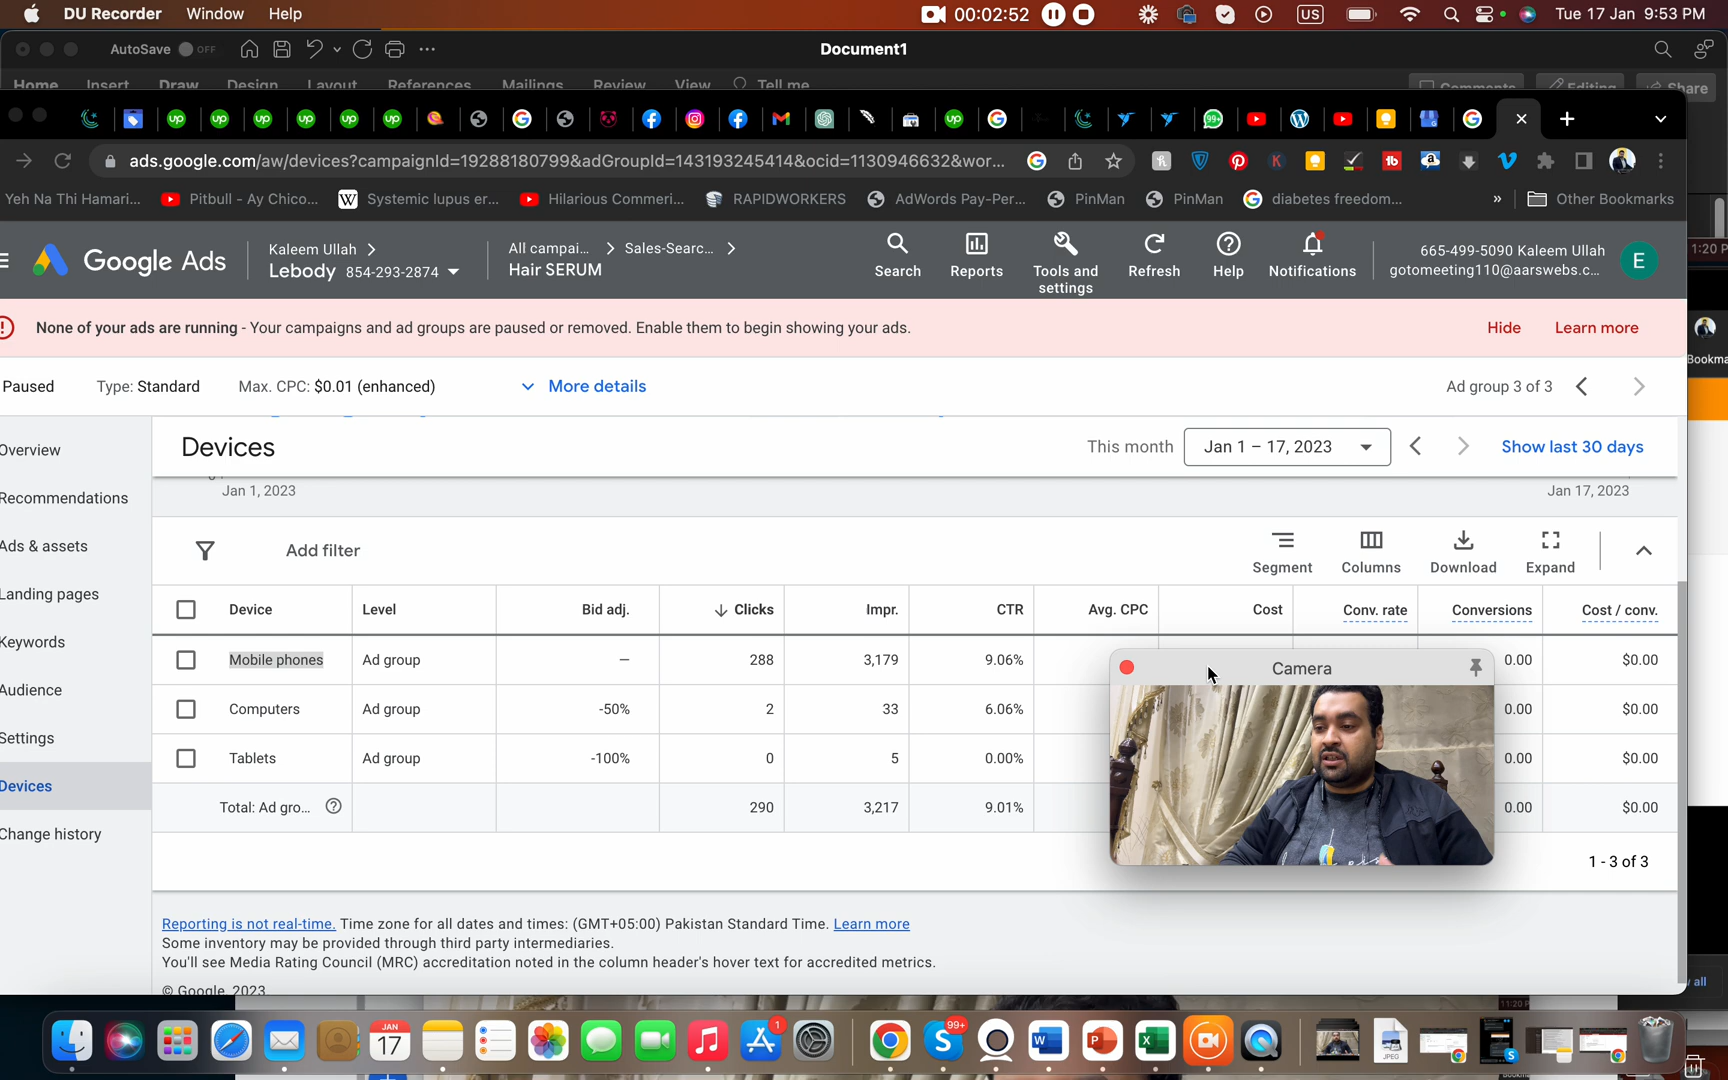 DU Recorder Window Help 00:02:52 US Tue 17 Jan 9:53 PM
AutoSave OFF Document1
Home Insert Draw Design Layout References Mailings Review View Tell me Comments Editing Share
ads.google.com/aw/devices?campaignId=19288180799&adGroupId=143193245414&ocid=1130946632&wor...
Yeh Na Thi Hamari... Pitbull - Ay Chico... Systemic lupus er... Hilarious Commeri... RAPIDWORKERS AdWords Pay-Per... PinMan PinMan diabetes freedom... » Other Bookmarks
Google Ads Kaleem Ullah > Lebody 854-293-2874 All campai... > Sales-Searc... > Hair SERUM
Search Reports Tools and settings Refresh Help Notifications
665-499-5090 Kaleem Ullah
gotomeeting110@aarswebs.c... E
1:20 P
None of your ads are running - Your campaigns and ad groups are paused or removed. Enable them to begin showing your ads. Hide Learn more
Bookma
Paused Type: Standard Max. CPC: $0.01 (enhanced) More details Ad group 3 of 3
Overview
Recommendations
Ads & assets
Landing pages
Keywords
Audience
Settings
Devices
Change history
Devices This month Jan 1 – 17, 2023 Show last 30 days
Jan 1, 2023 Jan 17, 2023
Add filter Segment Columns Download Expand
Device Level Bid adj. Clicks Impr. CTR Avg. CPC Cost Conv. rate Conversions Cost / conv.
Mobile phones Ad group – 288 3,179 9.06% 0.00 $0.00
Computers Ad group -50% 2 33 6.06% 0.00 $0.00
Tablets Ad group -100% 0 5 0.00% 0.00 $0.00
Total: Ad gro... 290 3,217 9.01% 0.00 $0.00
Camera
1 - 3 of 3
Reporting is not real-time. Time zone for all dates and times: (GMT+05:00) Pakistan Standard Time. Learn more
Some inventory may be provided through third party intermediaries.
You'll see Media Rating Council (MRC) accreditation noted in the column header's hover text for accredited metrics.
© Google, 2023.
all
JAN
17
1
99+
JPEG